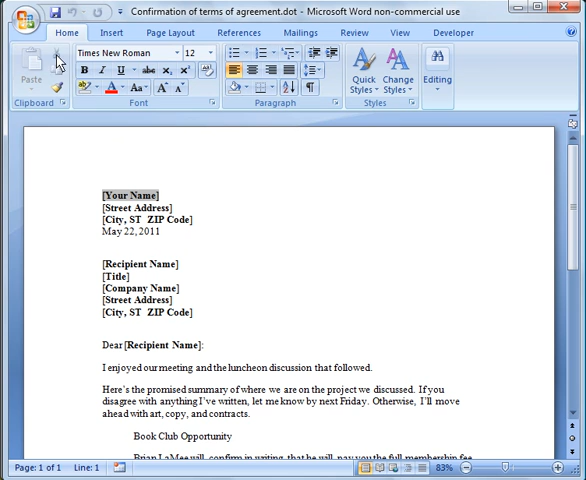 Confirmation of terms of agreement.dot - Microsoft Word non-commercial use
Home Insert Page Layout References Mailings Review View Developer
Times New Roman 12
Paste
B I U abc X₂ X²
Aa A A
Quick Styles
Change Styles
Editing
Clipboard Font Paragraph Styles
[Your Name]
[Street Address]
[City, ST  ZIP Code]
May 22, 2011
[Recipient Name]
[Title]
[Company Name]
[Street Address]
[City, ST  ZIP Code]
Dear [Recipient Name]:
I enjoyed our meeting and the luncheon discussion that followed.
Here's the promised summary of where we are on the project we discussed. If you
disagree with anything I've written, let me know by next Friday. Otherwise, I'll move
ahead with art, copy, and contracts.
Book Club Opportunity
Brian LaMee will confirm in writing that he will pay you the full membership fee
Page: 1 of 1 Line: 1 83%